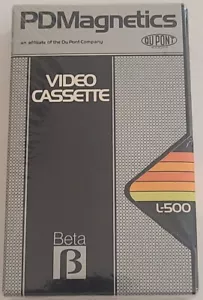 PDMagnetics
an affiliate of the Du Pont Company
DU PONT
VIDEO
CASSETTE
L-500
Beta
β